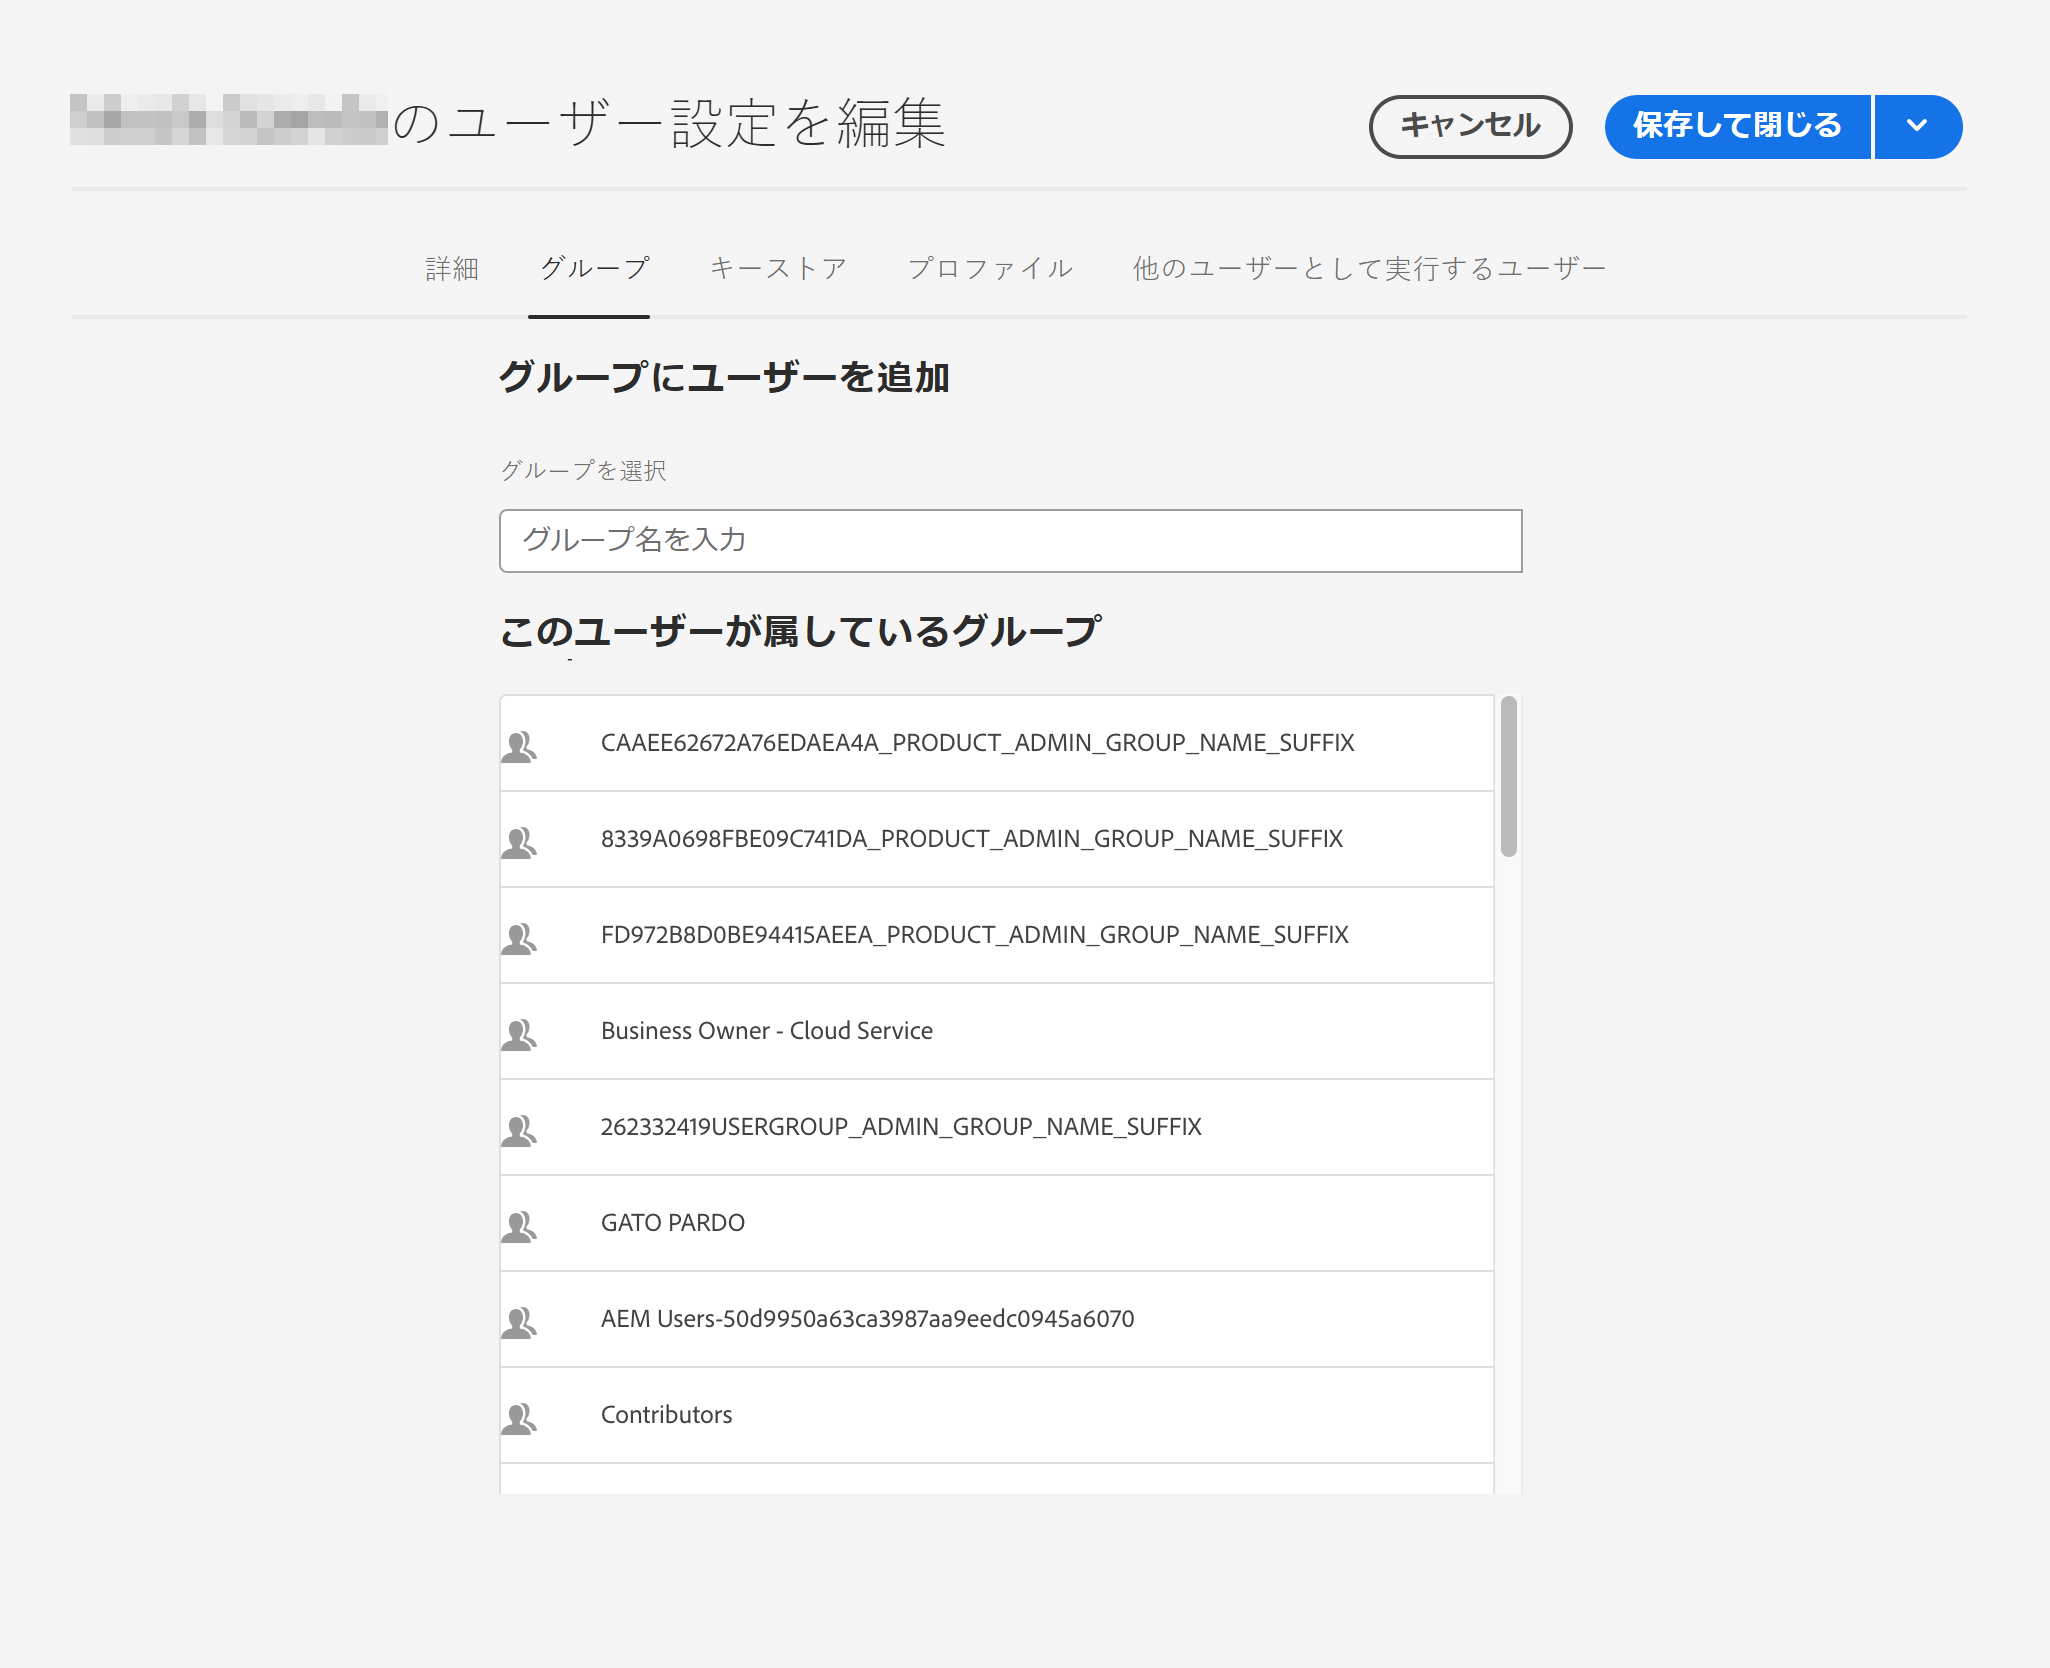 のユーザー設定を編集
キャンセル
保存して閉じる
詳細
グループ
キーストア
プロファイル
他のユーザーとして実行するユーザー
グループにユーザーを追加
グループを選択
グループ名を入力
このユーザーが属しているグループ
CAAEE62672A76EDAEA4A_PRODUCT_ADMIN_GROUP_NAME_SUFFIX
8339A0698FBE09C741DA_PRODUCT_ADMIN_GROUP_NAME_SUFFIX
FD972B8D0BE94415AEEA_PRODUCT_ADMIN_GROUP_NAME_SUFFIX
Business Owner - Cloud Service
262332419USERGROUP_ADMIN_GROUP_NAME_SUFFIX
GATO PARDO
AEM Users-50d9950a63ca3987aa9eedc0945a6070
Contributors